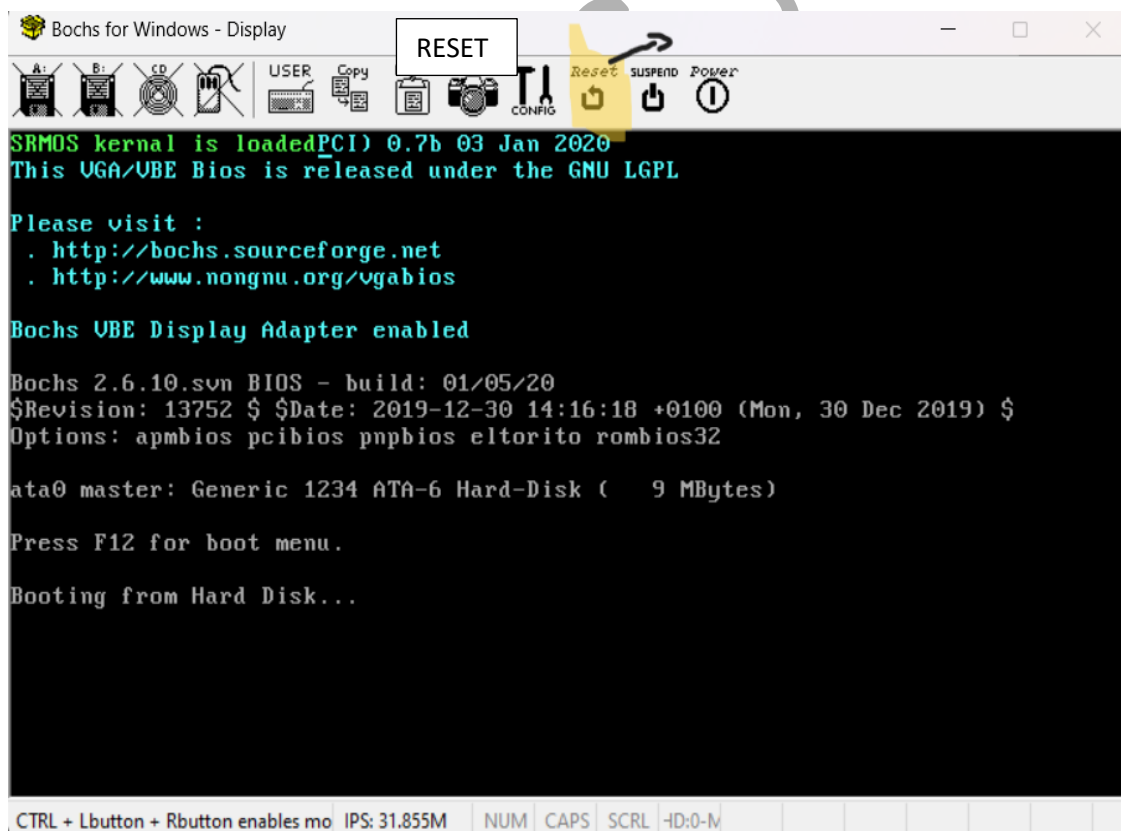 Bochs for Windows - Display
RESET
A: B: CD USER Copy CONFIG Reset SUSPEND Power
SRMOS kernal is loadedPCI) 0.7b 03 Jan 2020
This VGA/VBE Bios is released under the GNU LGPL
Please visit :
. http://bochs.sourceforge.net
. http://www.nongnu.org/vgabios
Bochs VBE Display Adapter enabled
Bochs 2.6.10.svn BIOS - build: 01/05/20
$Revision: 13752 $ $Date: 2019-12-30 14:16:18 +0100 (Mon, 30 Dec 2019) $
Options: apmbios pcibios pnpbios eltorito rombios32
ata0 master: Generic 1234 ATA-6 Hard-Disk (   9 MBytes)
Press F12 for boot menu.
Booting from Hard Disk...
CTRL + Lbutton + Rbutton enables mo IPS: 31.855M NUM CAPS SCRL HD:0-M